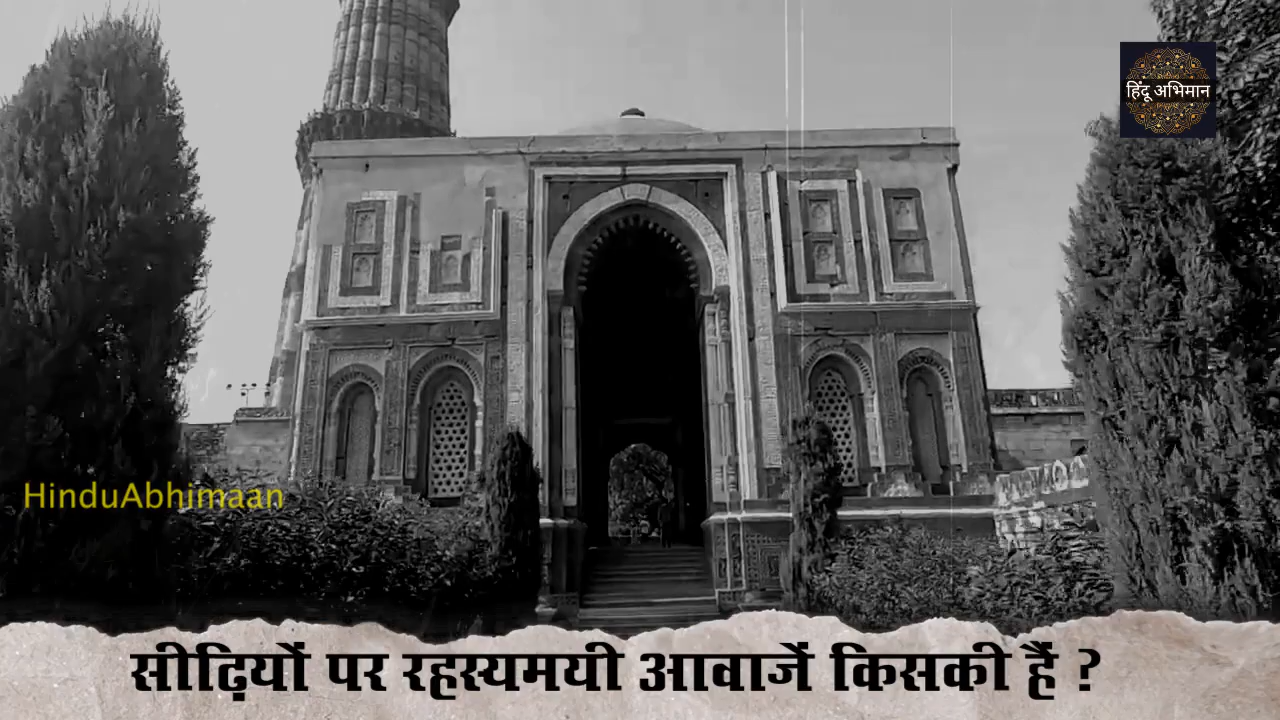 हिंदू अभिमान
HinduAbhimaan
सीढ़ियों पर रहस्यमयी आवाजें किसकी हैं ?